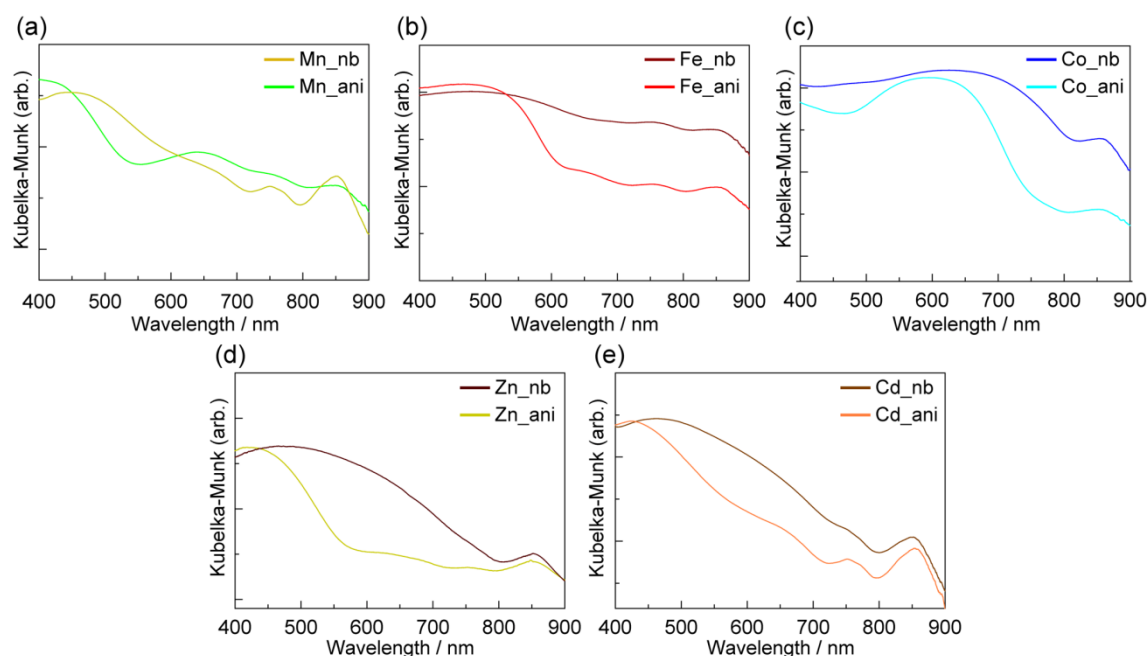 (a)
Mn_nb
Mn_ani
Kubelka-Munk (arb.)
400 500 600 700 800 900
Wavelength / nm
(b)
Fe_nb
Fe_ani
Kubelka-Munk (arb.)
400 500 600 700 800 900
Wavelength / nm
(c)
Co_nb
Co_ani
Kubelka-Munk (arb.)
400 500 600 700 800 900
Wavelength / nm
(d)
Zn_nb
Zn_ani
Kubelka-Munk (arb.)
400 500 600 700 800 900
Wavelength / nm
(e)
Cd_nb
Cd_ani
Kubelka-Munk (arb.)
400 500 600 700 800 900
Wavelength / nm